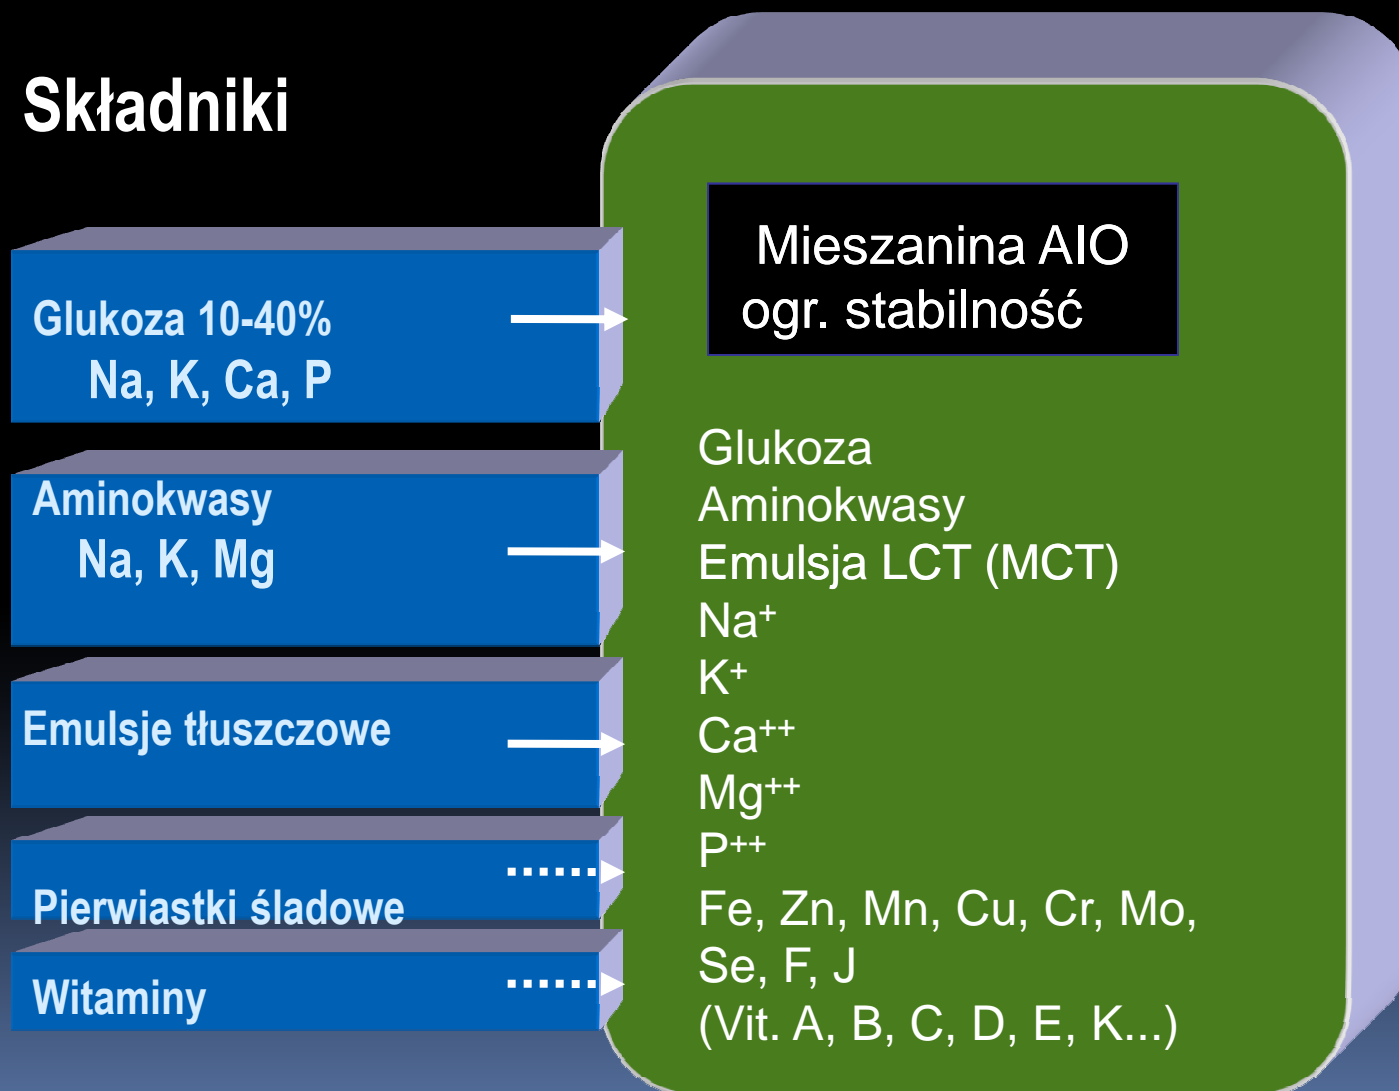 Składniki
Glukoza 10-40%
Na, K, Ca, P
Aminokwasy
Na, K, Mg
Emulsje tłuszczowe
Pierwiastki śladowe
Witaminy
Mieszanina AIO
ogr. stabilność
Glukoza
Aminokwasy
Emulsja LCT (MCT)
Na⁺
K⁺
Ca⁺⁺
Mg⁺⁺
P⁺⁺
Fe, Zn, Mn, Cu, Cr, Mo,
Se, F, J
(Vit. A, B, C, D, E, K...)